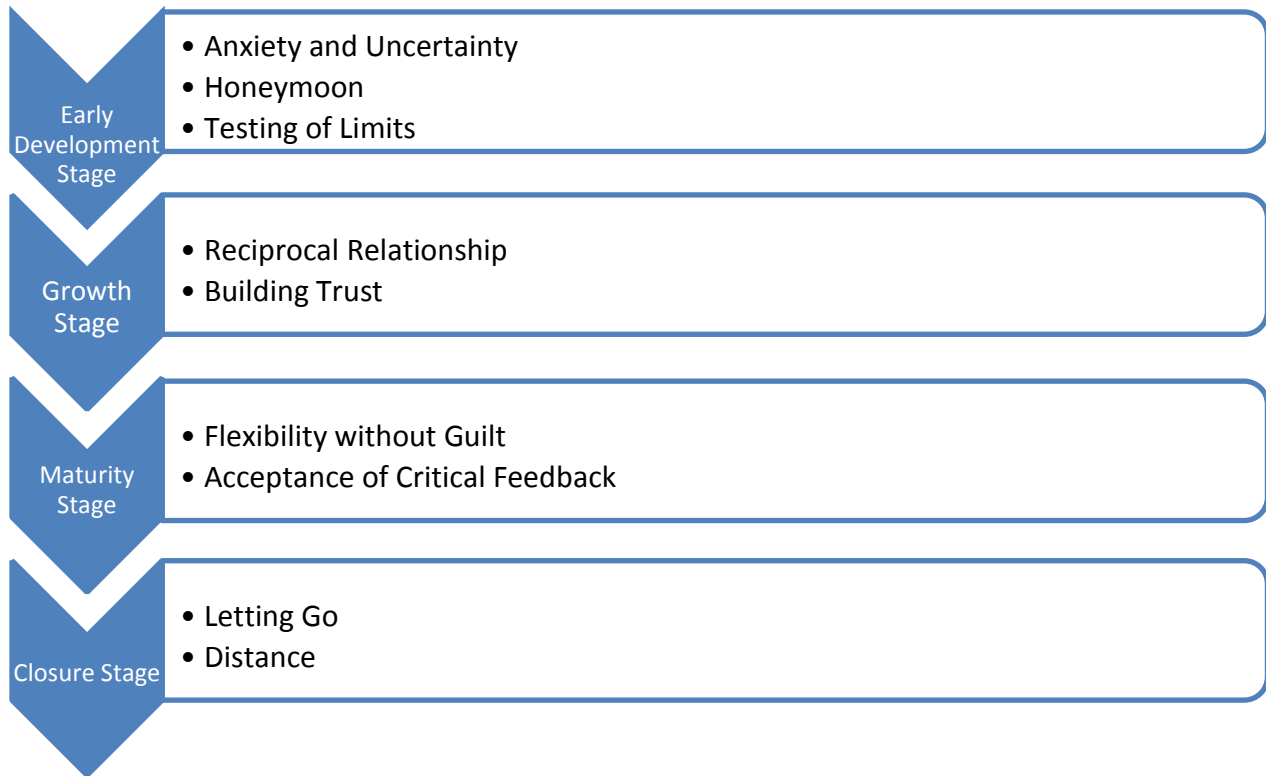 Early
Development
Stage
• Anxiety and Uncertainty
• Honeymoon
• Testing of Limits
Growth
Stage
• Reciprocal Relationship
• Building Trust
Maturity
Stage
• Flexibility without Guilt
• Acceptance of Critical Feedback
Closure Stage
• Letting Go
• Distance